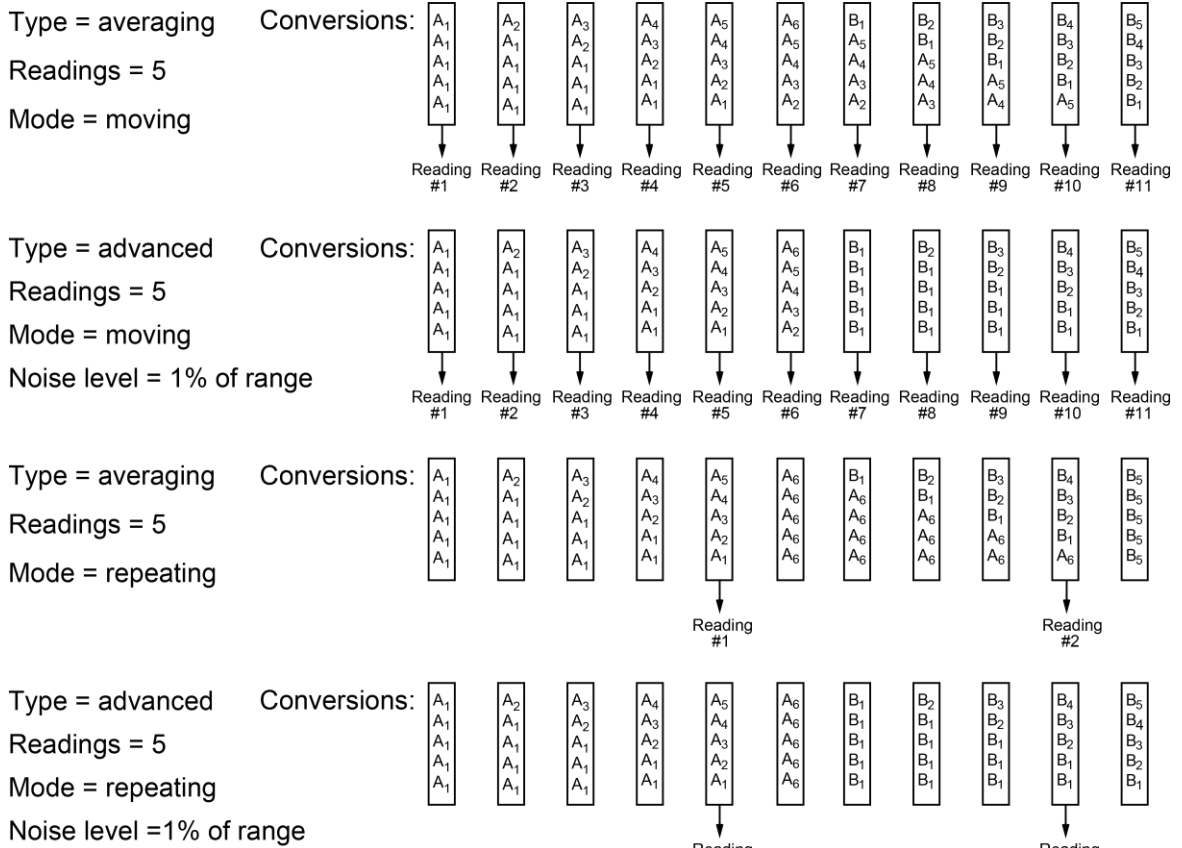 Type = averaging
Readings = 5
Mode = moving
Conversions: A₁ A₂ A₃ A₄ A₅ A₆ B₁ B₂ B₃ B₄ B₅
A₁ A₁ A₂ A₃ A₄ A₅ A₅ B₁ B₂ B₃ B₄
A₁ A₁ A₁ A₂ A₃ A₄ A₄ A₅ B₁ B₂ B₃
A₁ A₁ A₁ A₁ A₂ A₃ A₃ A₄ A₅ B₁ B₂
A₁ A₁ A₁ A₁ A₁ A₂ A₂ A₃ A₄ A₅ B₁
Reading Reading Reading Reading Reading Reading Reading Reading Reading Reading Reading
#1 #2 #3 #4 #5 #6 #7 #8 #9 #10 #11
Type = advanced
Readings = 5
Mode = moving
Noise level = 1% of range
Conversions: A₁ A₂ A₃ A₄ A₅ A₆ B₁ B₂ B₃ B₄ B₅
A₁ A₁ A₂ A₃ A₄ A₅ B₁ B₁ B₂ B₃ B₄
A₁ A₁ A₁ A₂ A₃ A₄ B₁ B₁ B₁ B₂ B₃
A₁ A₁ A₁ A₁ A₂ A₃ B₁ B₁ B₁ B₁ B₂
A₁ A₁ A₁ A₁ A₁ A₂ B₁ B₁ B₁ B₁ B₁
Reading Reading Reading Reading Reading Reading Reading Reading Reading Reading Reading
#1 #2 #3 #4 #5 #6 #7 #8 #9 #10 #11
Type = averaging
Readings = 5
Mode = repeating
Conversions: A₁ A₂ A₃ A₄ A₅ A₆ B₁ B₂ B₃ B₄ B₅
A₁ A₁ A₂ A₃ A₄ A₆ A₆ B₁ B₂ B₃ B₅
A₁ A₁ A₁ A₂ A₃ A₆ A₆ A₆ B₁ B₂ B₅
A₁ A₁ A₁ A₁ A₂ A₆ A₆ A₆ A₆ B₁ B₅
A₁ A₁ A₁ A₁ A₁ A₆ A₆ A₆ A₆ A₆ B₅
Reading Reading
#1 #2
Type = advanced
Readings = 5
Mode = repeating
Noise level =1% of range
Conversions: A₁ A₂ A₃ A₄ A₅ A₆ B₁ B₂ B₃ B₄ B₅
A₁ A₁ A₂ A₃ A₄ A₆ B₁ B₁ B₂ B₃ B₄
A₁ A₁ A₁ A₂ A₃ A₆ B₁ B₁ B₁ B₂ B₃
A₁ A₁ A₁ A₁ A₂ A₆ B₁ B₁ B₁ B₁ B₂
A₁ A₁ A₁ A₁ A₁ A₆ B₁ B₁ B₁ B₁ B₁